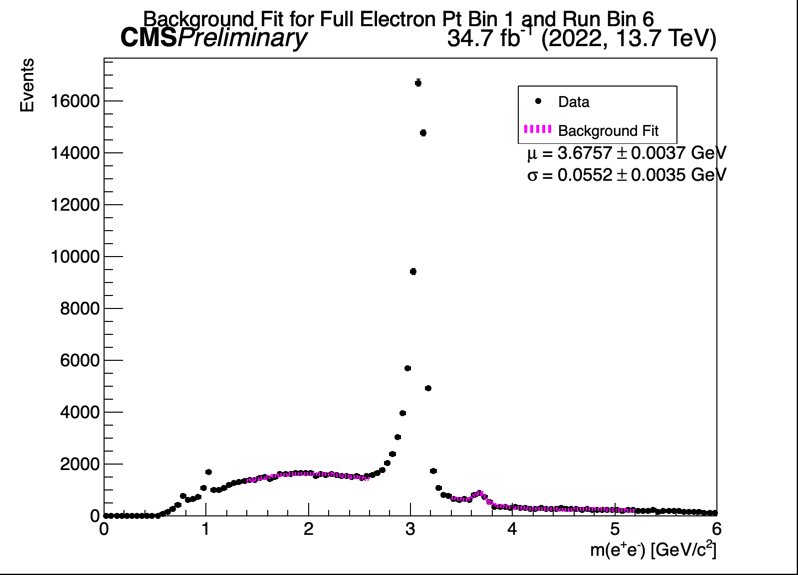 Background Fit for Full Electron Pt Bin 1 and Run Bin 6
CMS Preliminary 34.7 fb⁻¹ (2022, 13.7 TeV)
Events
16000
14000
12000
10000
8000
6000
4000
2000
0
Data
Background Fit
μ = 3.6757 ± 0.0037 GeV
σ = 0.0552 ± 0.0035 GeV
0 1 2 3 4 5 6
m(e⁺e⁻) [GeV/c²]